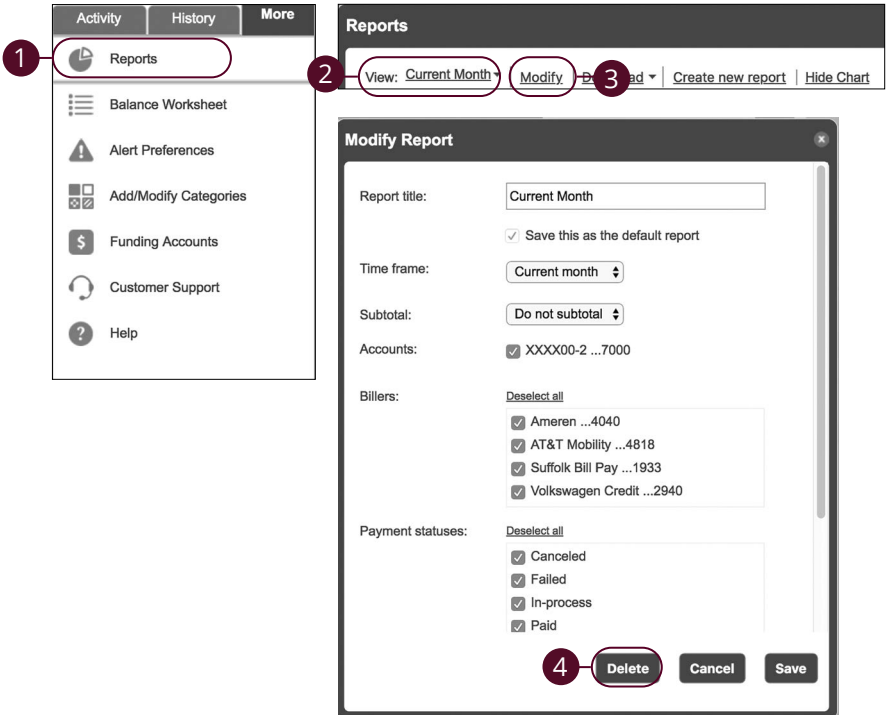 Activity History More
1 Reports
Balance Worksheet
Alert Preferences
Add/Modify Categories
$ Funding Accounts
Customer Support
? Help
Reports
2 View: Current Month Modify 3 ad Create new report Hide Chart
Modify Report x
Report title: Current Month
Save this as the default report
Time frame: Current month
Subtotal: Do not subtotal
Accounts: XXXX00-2 ...7000
Billers: Deselect all
Ameren ...4040
AT&T Mobility ...4818
Suffolk Bill Pay ...1933
Volkswagen Credit ...2940
Payment statuses: Deselect all
Canceled
Failed
In-process
Paid
4 Delete Cancel Save